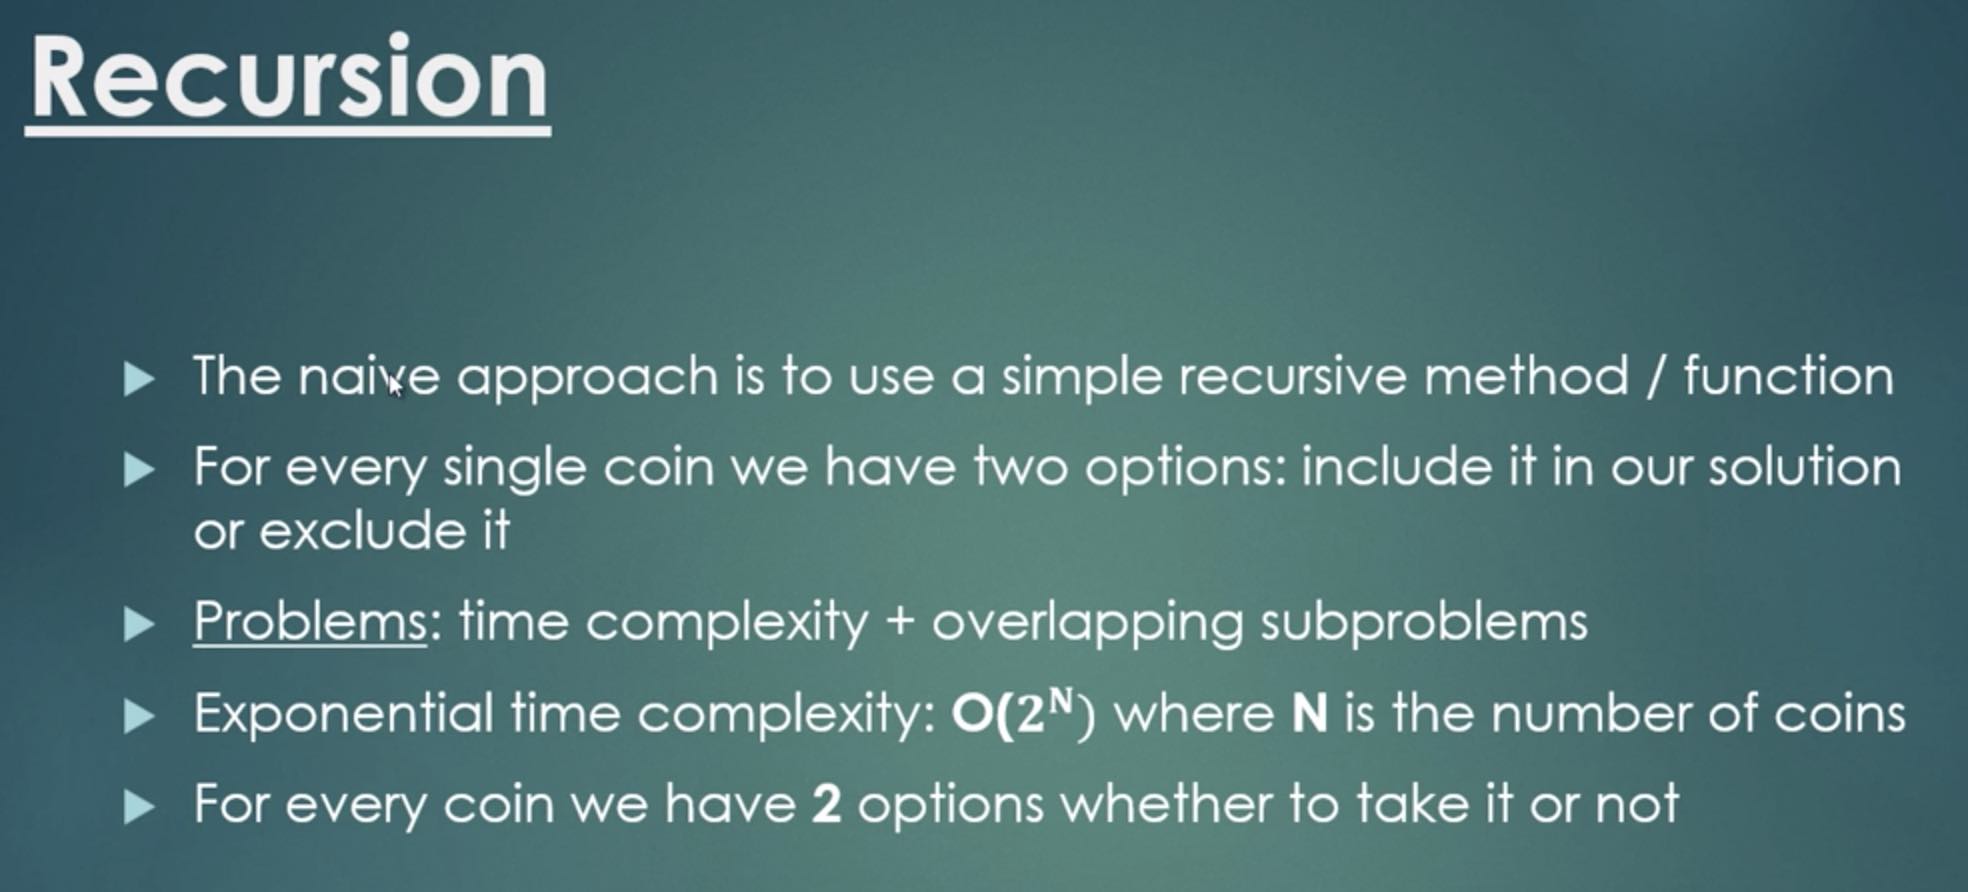 Recursion
The naive approach is to use a simple recursive method / function
For every single coin we have two options: include it in our solution
or exclude it
Problems: time complexity + overlapping subproblems
Exponential time complexity: O(2ᴺ) where N is the number of coins
For every coin we have 2 options whether to take it or not